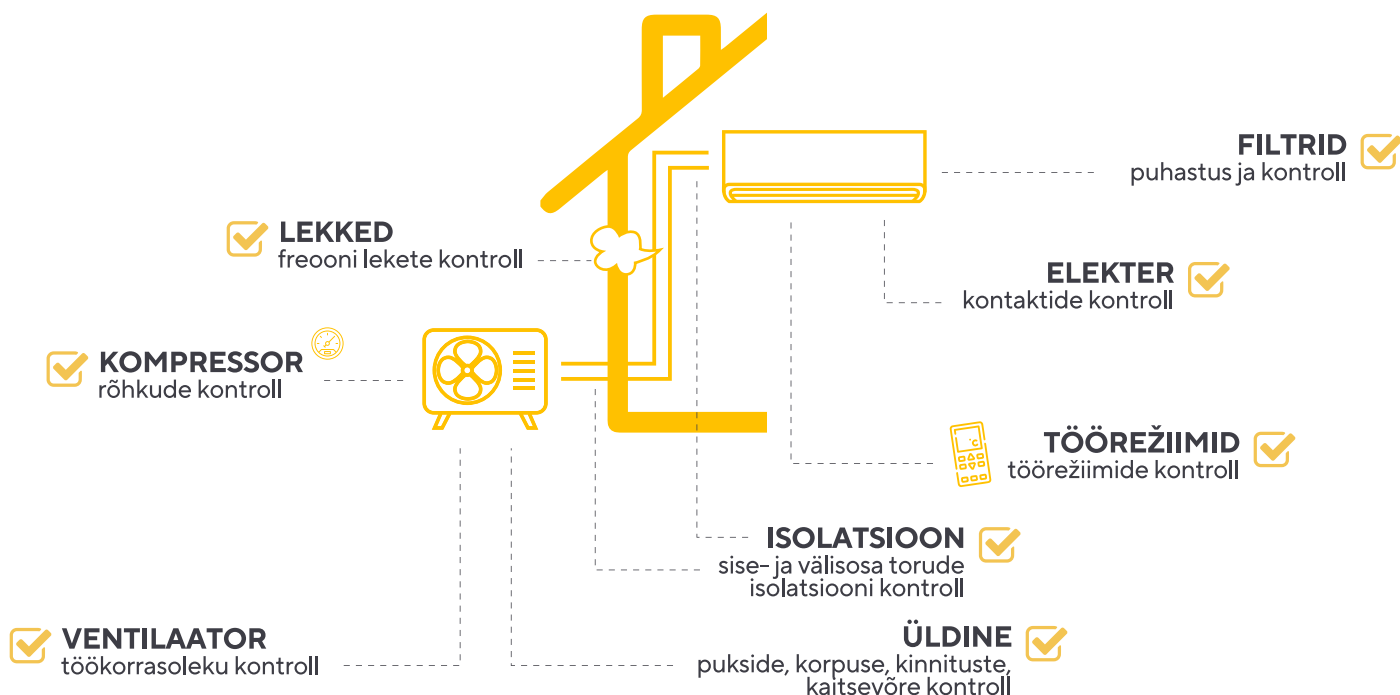 FILTRID
puhastus ja kontroll
LEKKED
freooni lekete kontroll
ELEKTER
kontaktide kontroll
KOMPRESSOR
rõhkude kontroll
°C
TÖÖREŽIIMID
töörežiimide kontroll
ISOLATSIOON
sise- ja välisosa torude
isolatsiooni kontroll
VENTILAATOR
töökorrasoleku kontroll
ÜLDINE
pukside, korpuse, kinnituste,
kaitsevõre kontroll